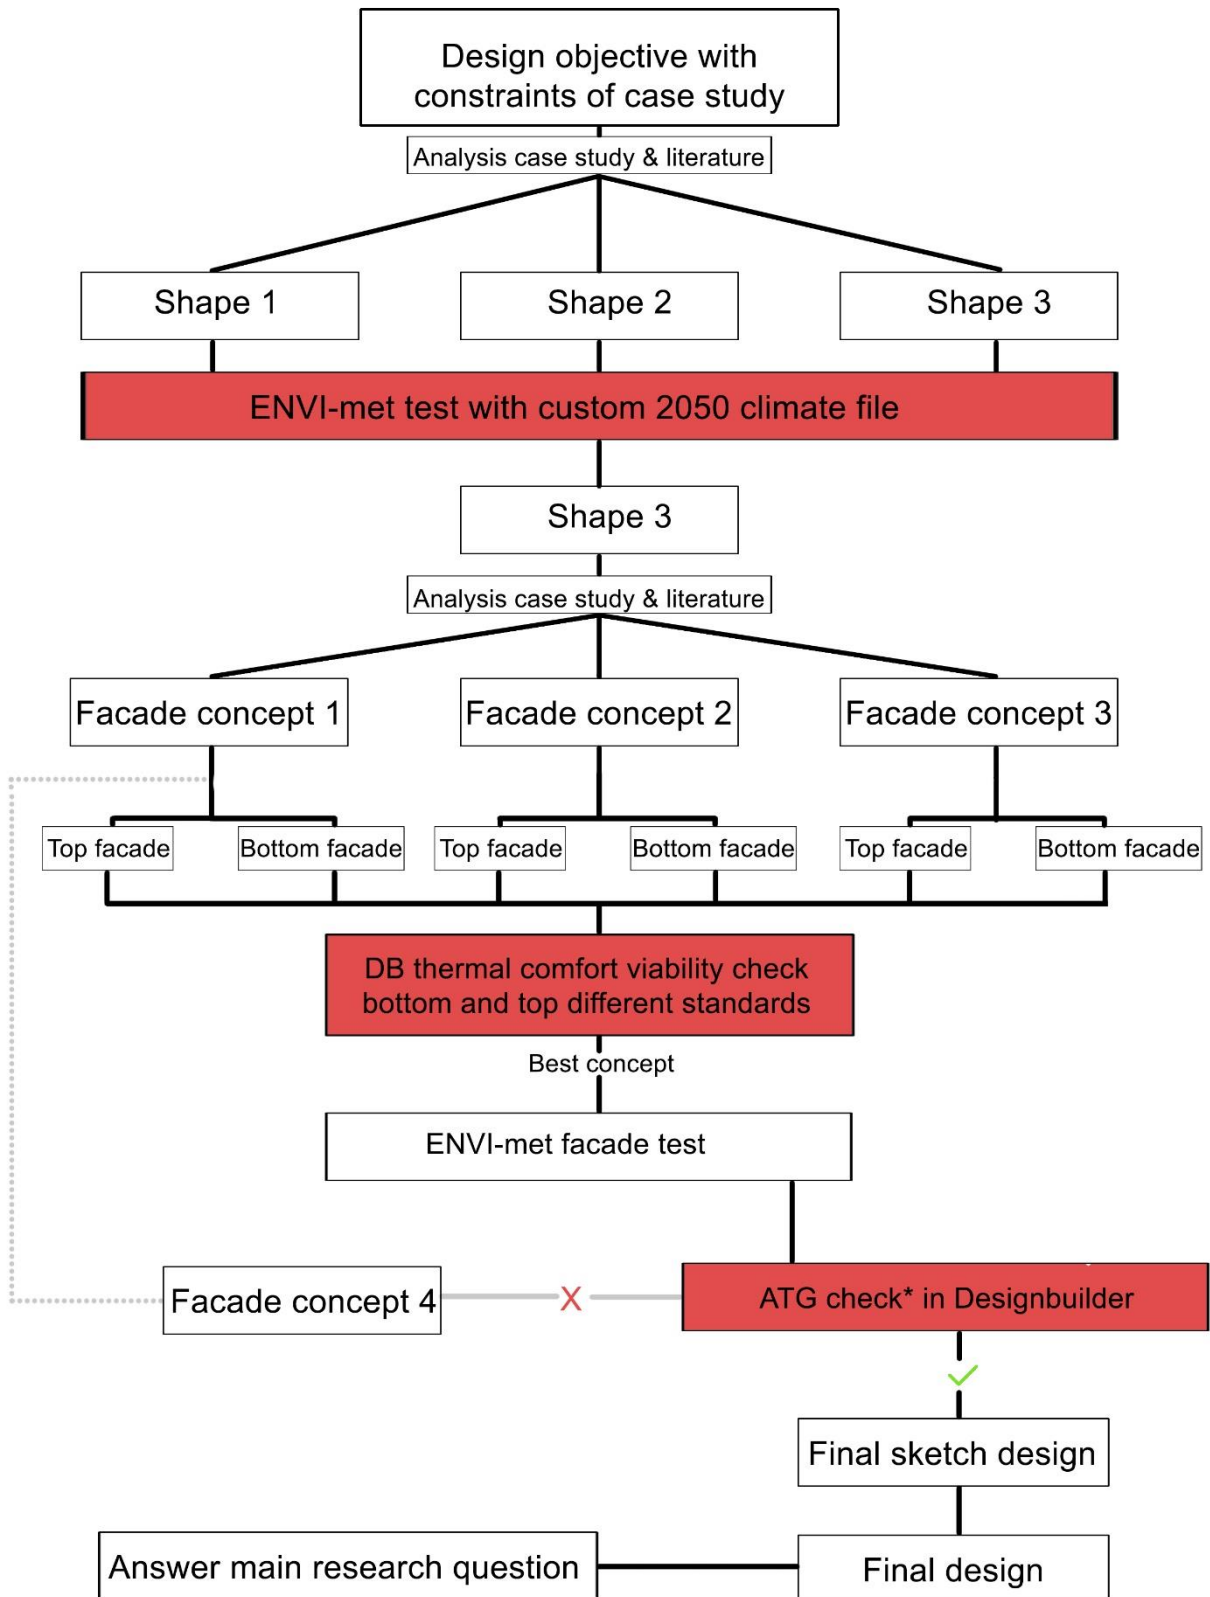 Design objective with
constraints of case study
Analysis case study & literature
Shape 1
Shape 2
Shape 3
ENVI-met test with custom 2050 climate file
Shape 3
Analysis case study & literature
Facade concept 1
Facade concept 2
Facade concept 3
Top facade
Bottom facade
Top facade
Bottom facade
Top facade
Bottom facade
DB thermal comfort viability check
bottom and top different standards
Best concept
ENVI-met facade test
Facade concept 4
X
ATG check* in Designbuilder
Final sketch design
Answer main research question
Final design